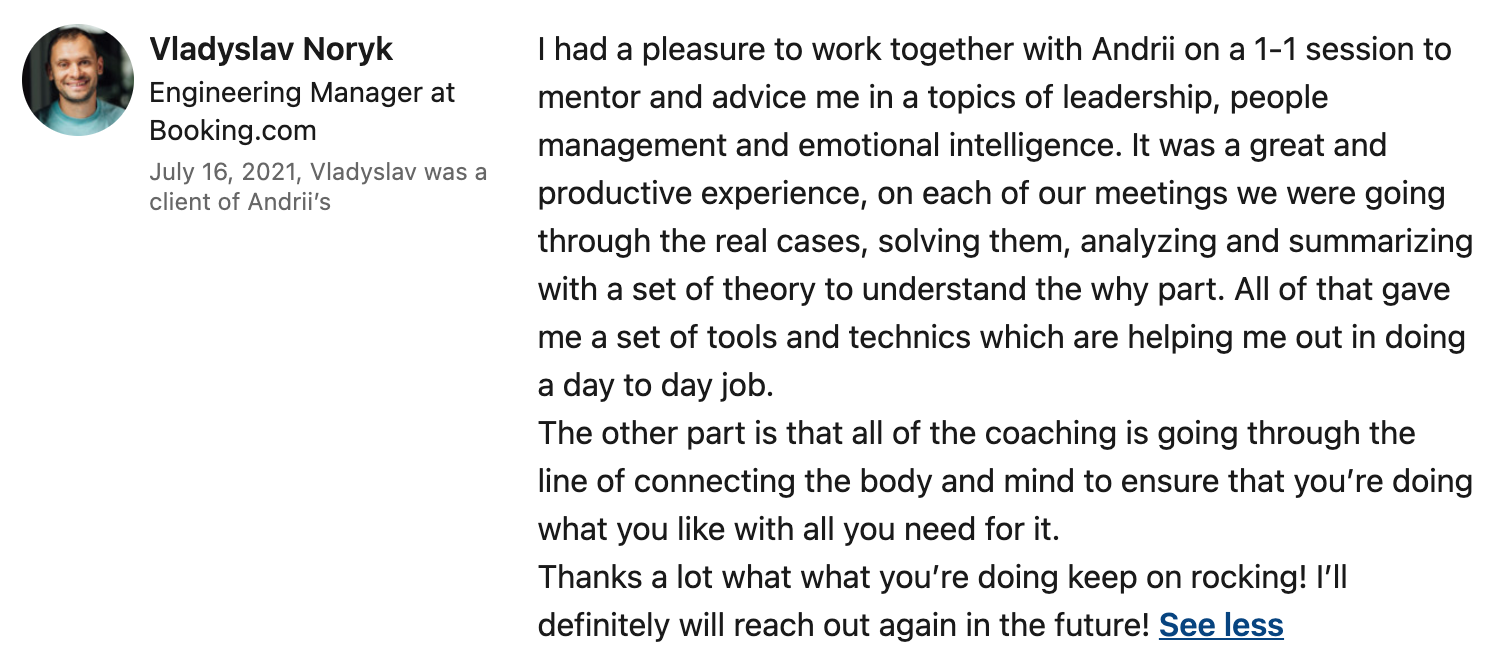 Vladyslav Noryk
Engineering Manager at
Booking.com
July 16, 2021, Vladyslav was a
client of Andrii’s
I had a pleasure to work together with Andrii on a 1-1 session to
mentor and advice me in a topics of leadership, people
management and emotional intelligence. It was a great and
productive experience, on each of our meetings we were going
through the real cases, solving them, analyzing and summarizing
with a set of theory to understand the why part. All of that gave
me a set of tools and technics which are helping me out in doing
a day to day job.
The other part is that all of the coaching is going through the
line of connecting the body and mind to ensure that you’re doing
what you like with all you need for it.
Thanks a lot what what you’re doing keep on rocking! I’ll
definitely will reach out again in the future! See less